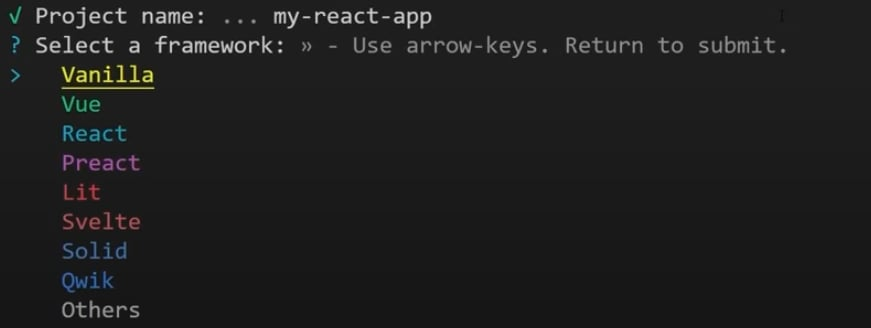 √ Project name: ... my-react-app
? Select a framework: » - Use arrow-keys. Return to submit.
> Vanilla
Vue
React
Preact
Lit
Svelte
Solid
Qwik
Others